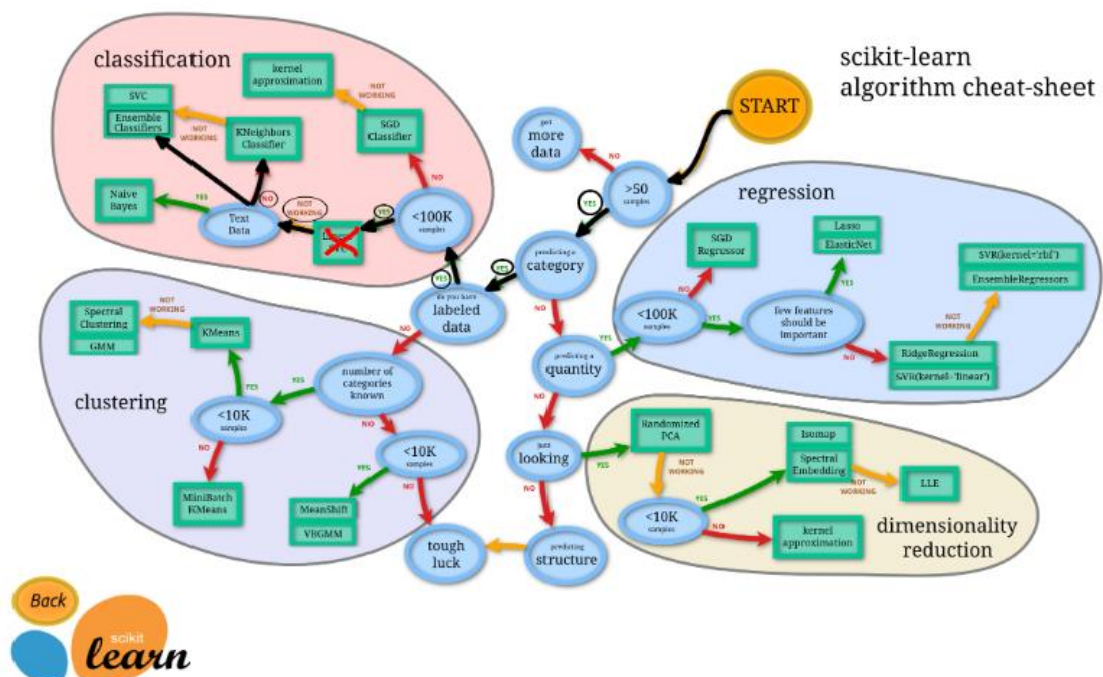 scikit-learn
algorithm cheat-sheet
START
classification
kernel
approximation
NOT
WORKING
SVC
Ensemble
Classifiers
NOT
WORKING
KNeighbors
Classifier
SGD
Classifier
NO
Naive
Bayes
YES
Text
Data
NO
NOT
WORKING
YES
<100K
samples
YES
get
more
data
NO
>50
samples
YES
predicting a
category
YES
do you have
labeled
data
NO
NO
regression
SGD
Regressor
NO
Lasso
ElasticNet
YES
SVR(kernel='rbf')
EnsembleRegressors
NOT
WORKING
<100K
samples
YES
few features
should be
important
NO
RidgeRegression
SVR(kernel='linear')
predicting a
quantity
YES
NO
clustering
Spectral
Clustering
GMM
NOT
WORKING
KMeans
YES
YES
number of
categories
known
NO
<10K
samples
NO
MiniBatch
KMeans
<10K
samples
YES
NO
MeanShift
VBGMM
just
looking
YES
NO
tough
luck
predicting
structure
Randomized
PCA
NOT
WORKING
<10K
samples
YES
NO
Isomap
Spectral
Embedding
NOT
WORKING
LLE
kernel
approximation
dimensionality
reduction
Back
scikit
learn